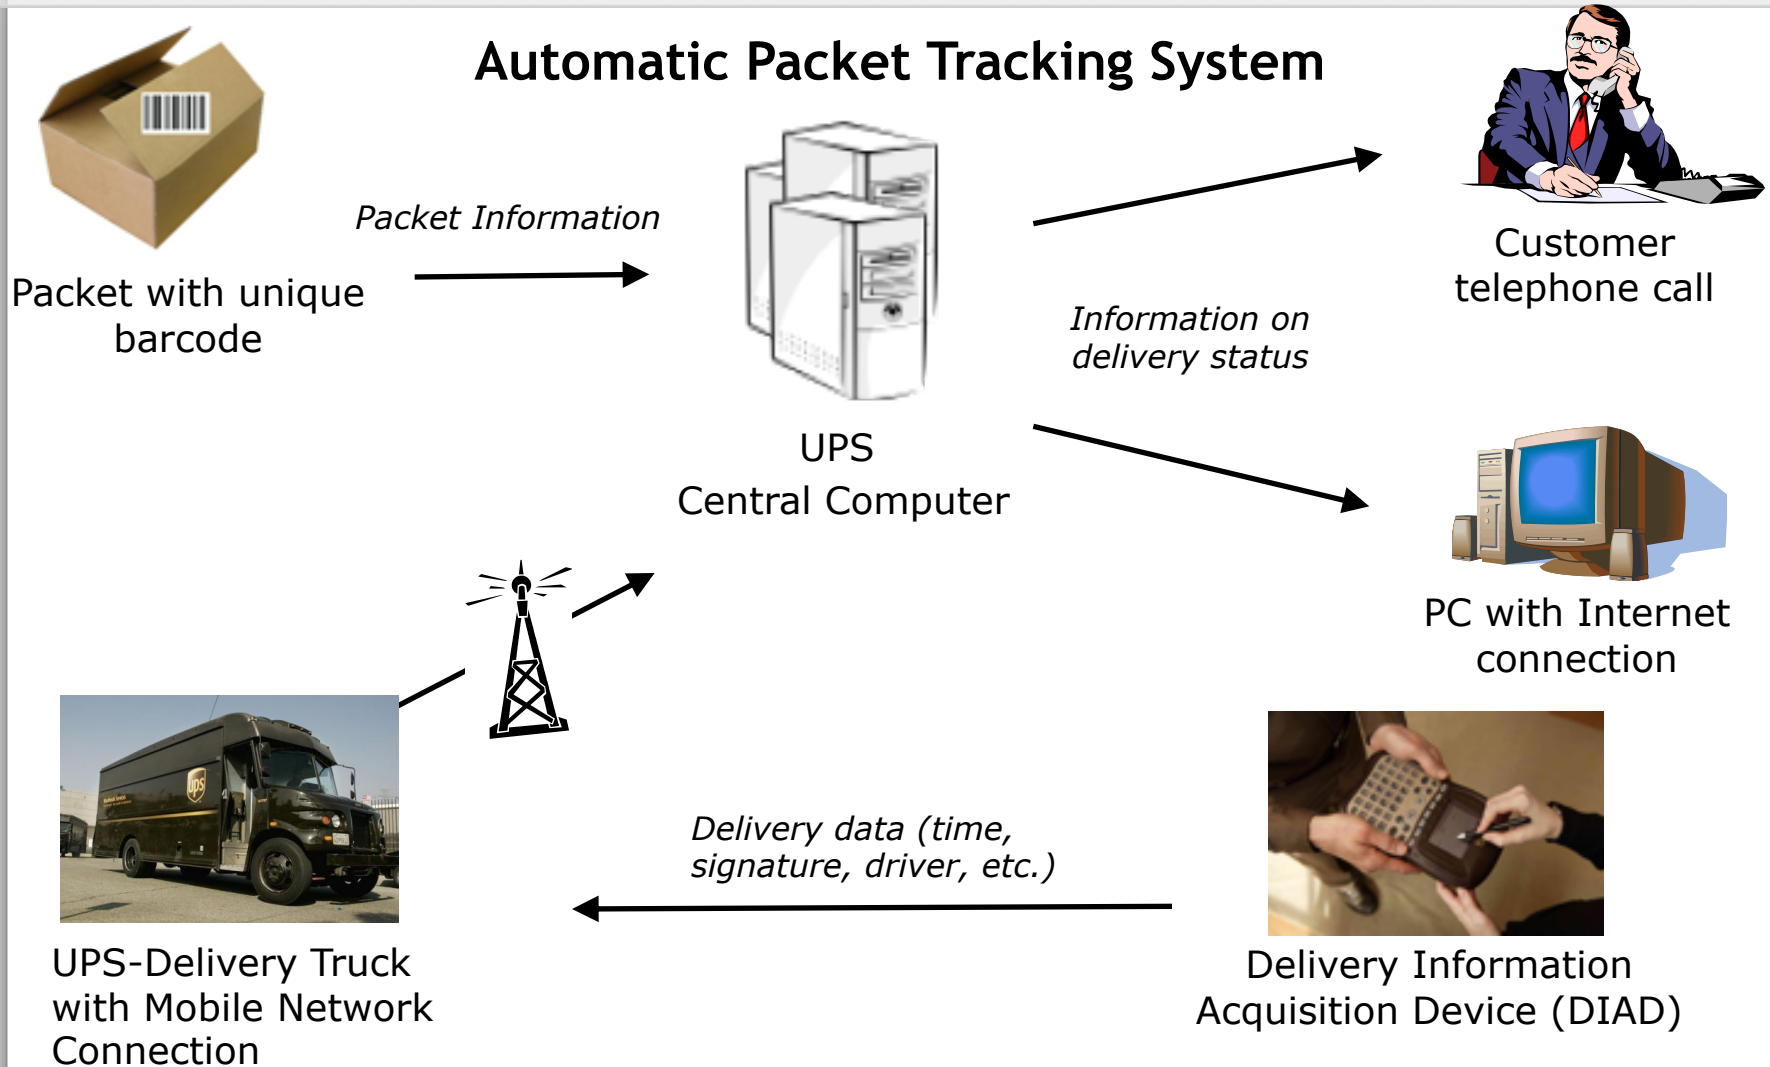 Automatic Packet Tracking System
Packet with unique
barcode
Packet Information
UPS
Central Computer
Information on
delivery status
Customer
telephone call
PC with Internet
connection
ups
UPS-Delivery Truck
with Mobile Network
Connection
Delivery data (time,
signature, driver, etc.)
Delivery Information
Acquisition Device (DIAD)